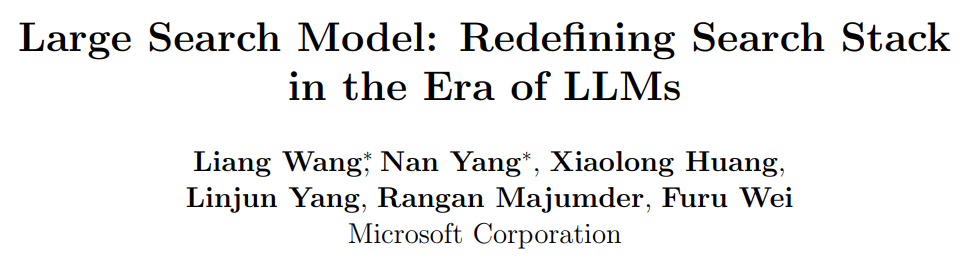 Large Search Model: Redefining Search Stack
in the Era of LLMs
Liang Wang*, Nan Yang*, Xiaolong Huang,
Linjun Yang, Rangan Majumder, Furu Wei
Microsoft Corporation